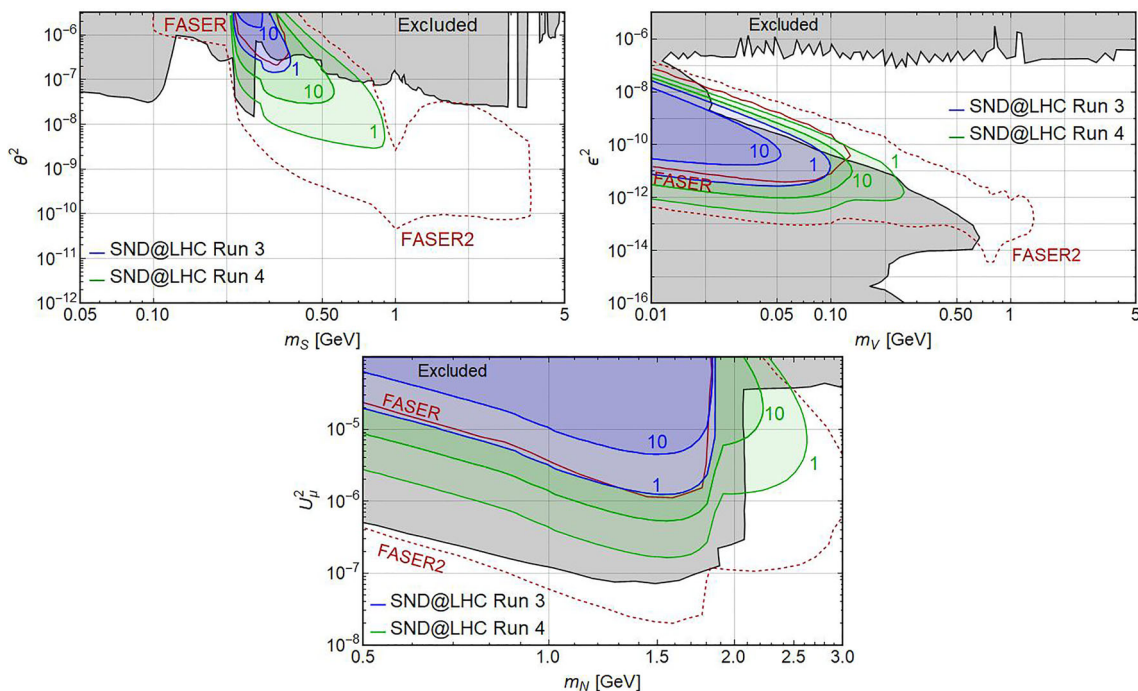 FASER
Excluded
10
1
10
1
FASER2
SND@LHC Run 3
SND@LHC Run 4
θ²
10⁻⁶
10⁻⁷
10⁻⁸
10⁻⁹
10⁻¹⁰
10⁻¹¹
10⁻¹²
0.05 0.10 0.50 1 5
m_S [GeV]
Excluded
SND@LHC Run 3
SND@LHC Run 4
1
10
10
1
FASER
FASER2
ϵ²
10⁻⁶
10⁻⁸
10⁻¹⁰
10⁻¹²
10⁻¹⁴
10⁻¹⁶
0.01 0.05 0.10 0.50 1 5
m_V [GeV]
Excluded
FASER
10
1
10
1
FASER2
SND@LHC Run 3
SND@LHC Run 4
U²_μ
10⁻⁵
10⁻⁶
10⁻⁷
10⁻⁸
0.5 1.0 1.5 2.0 2.5 3.0
m_N [GeV]